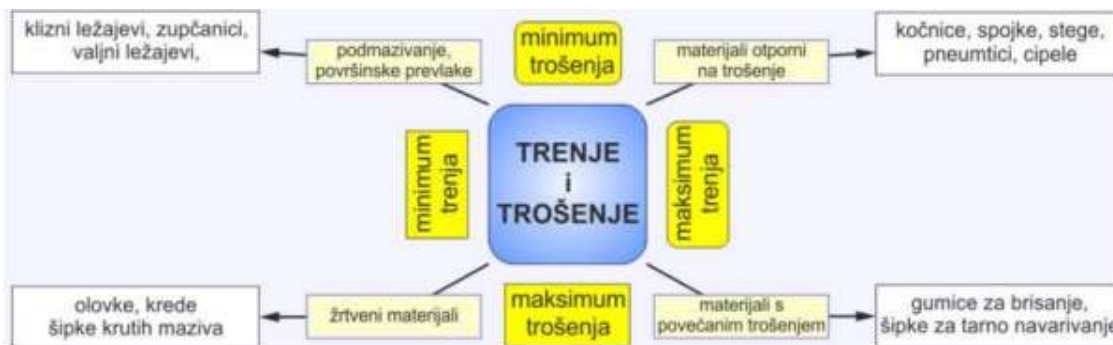 klizni ležajevi, zupčanici,
valjni ležajevi,
podmazivanje,
površinske prevlake
minimum
trošenja
materijali otporni
na trošenje
kočnice, spojke, stege,
pneumtici, cipele
minimum
trenja
TRENJE
i
TROŠENJE
maksimum
trenja
olovke, krede
šipke krutih maziva
žrtveni materijali
maksimum
trošenja
materijali s
povečanim trošenjem
gumice za brisanje,
šipke za tarno navarivanje